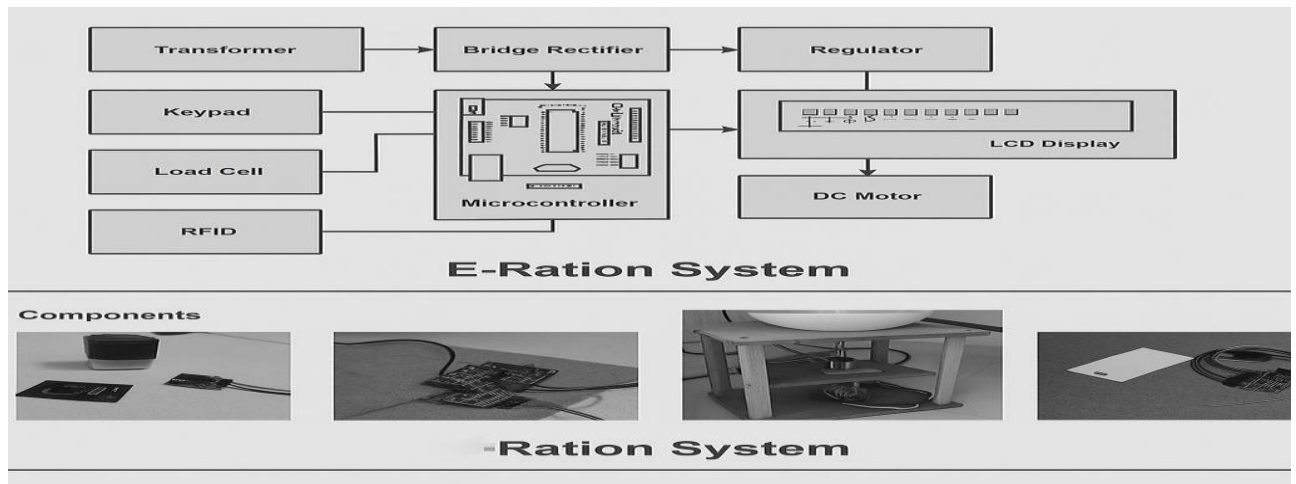 Transformer
Bridge Rectifier
Regulator
Keypad
Load Cell
RFID
Microcontroller
LCD Display
DC Motor
E-Ration System
Components
-Ration System